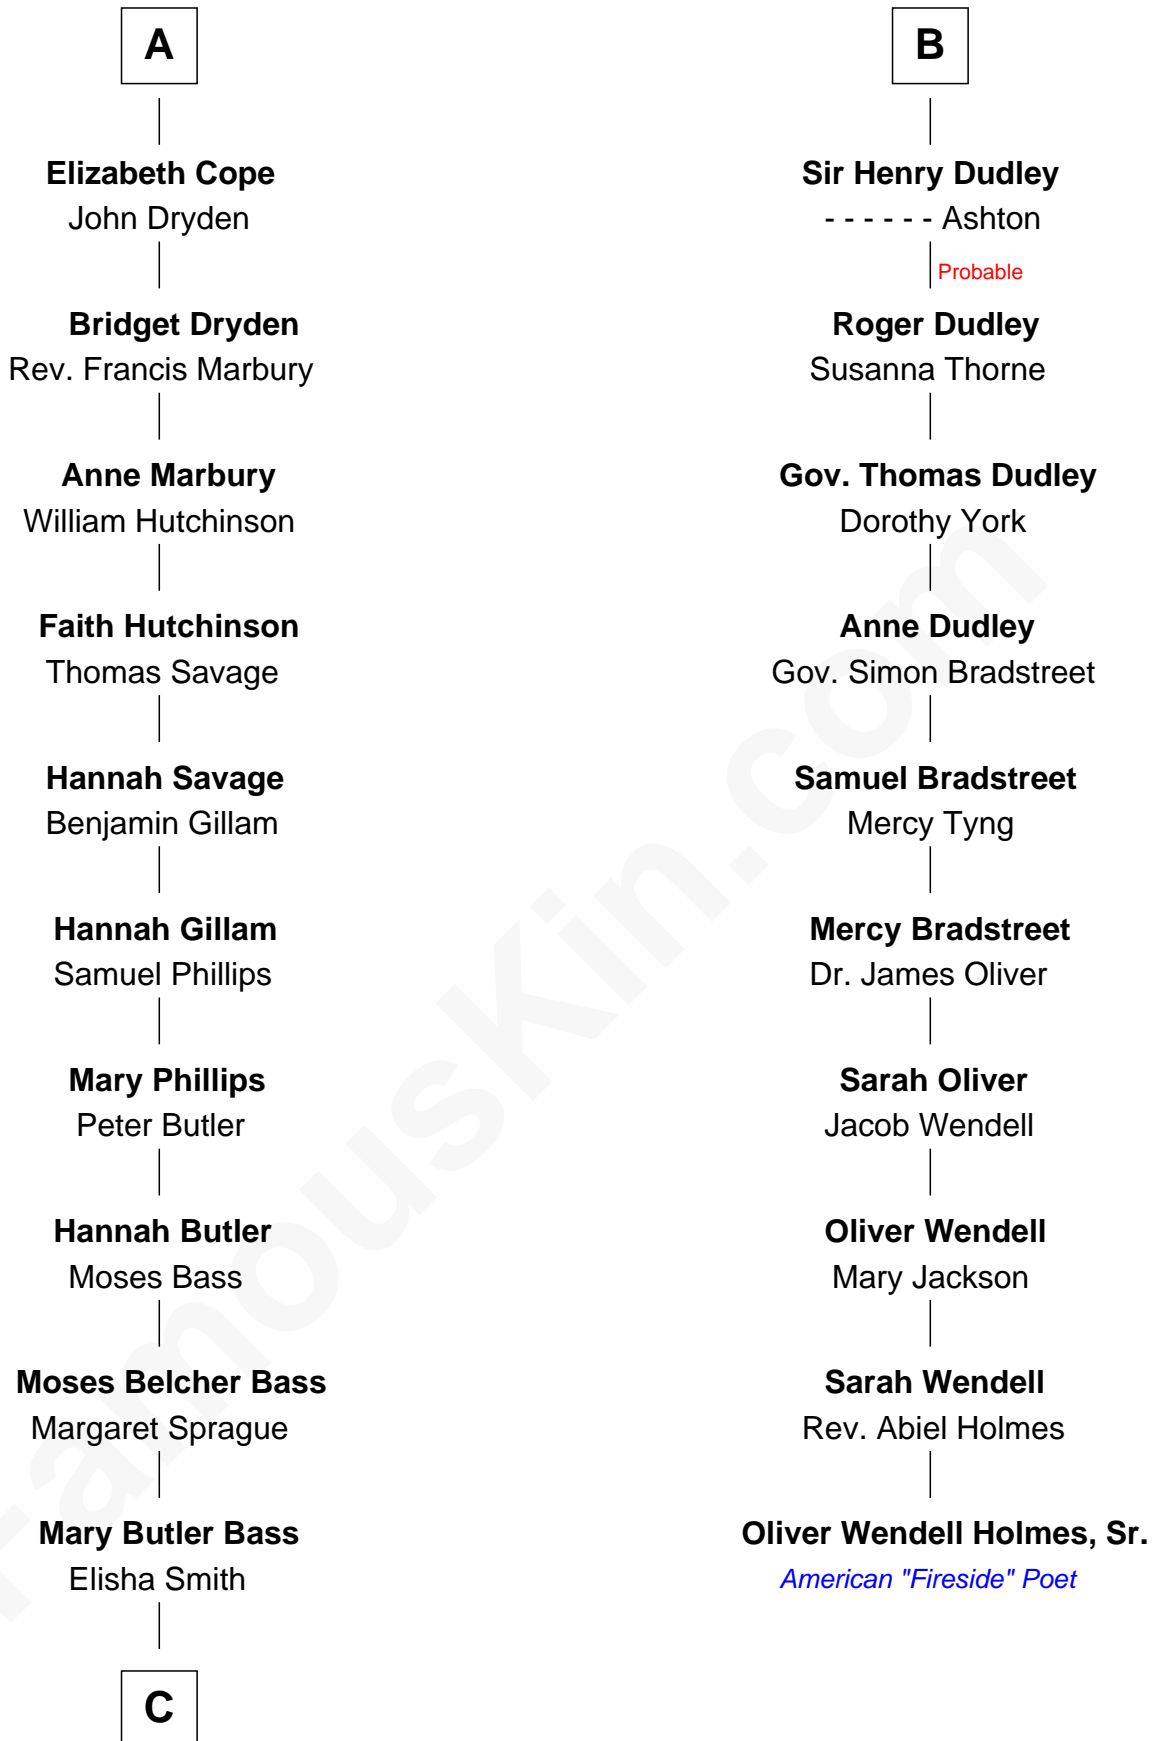 A
Elizabeth Cope
John Dryden
Bridget Dryden
Rev. Francis Marbury
Anne Marbury
William Hutchinson
Faith Hutchinson
Thomas Savage
Hannah Savage
Benjamin Gillam
Hannah Gillam
Samuel Phillips
Mary Phillips
Peter Butler
Hannah Butler
Moses Bass
Moses Belcher Bass
Margaret Sprague
Mary Butler Bass
Elisha Smith
C
B
Sir Henry Dudley
- - - - - - Ashton
Probable
Roger Dudley
Susanna Thorne
Gov. Thomas Dudley
Dorothy York
Anne Dudley
Gov. Simon Bradstreet
Samuel Bradstreet
Mercy Tyng
Mercy Bradstreet
Dr. James Oliver
Sarah Oliver
Jacob Wendell
Oliver Wendell
Mary Jackson
Sarah Wendell
Rev. Abiel Holmes
Oliver Wendell Holmes, Sr.
American "Fireside" Poet
FamousKin.com